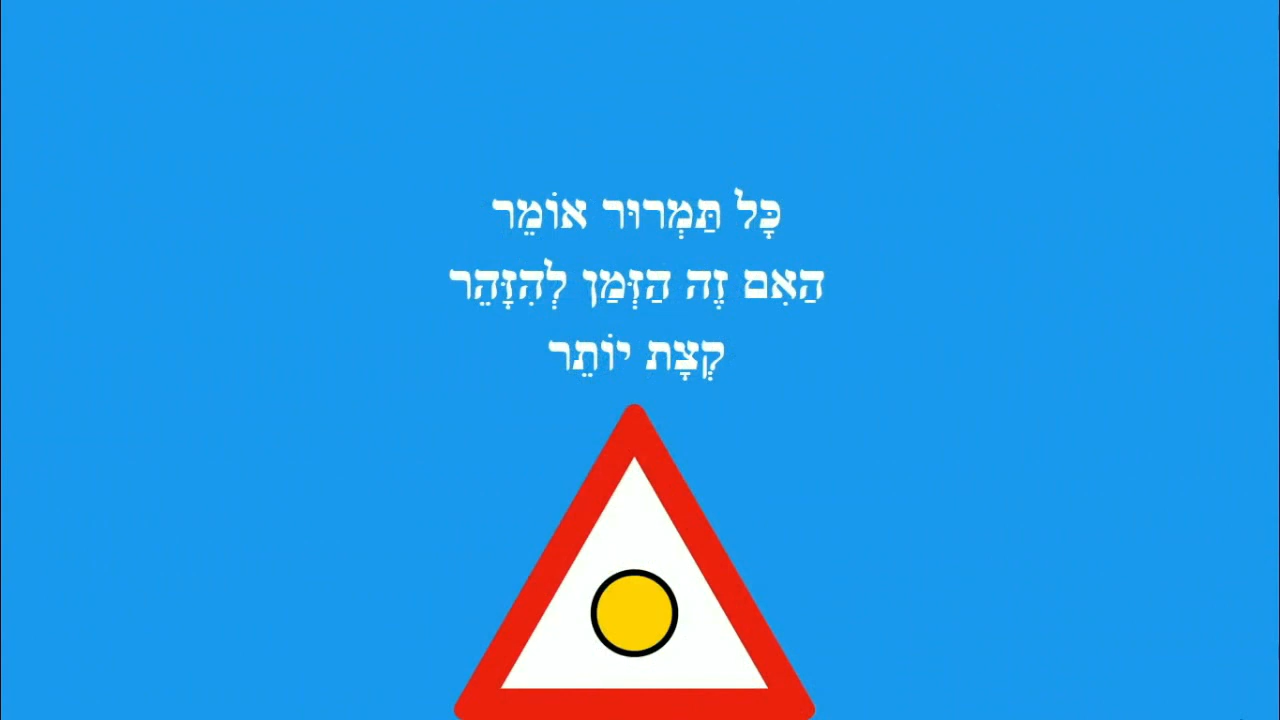 כָּל תַּמְרוּר אוֹמֵר
הַאִם זֶה הַזְּמַן לְהִזָּהֵר
קְצָת יוֹתֵר